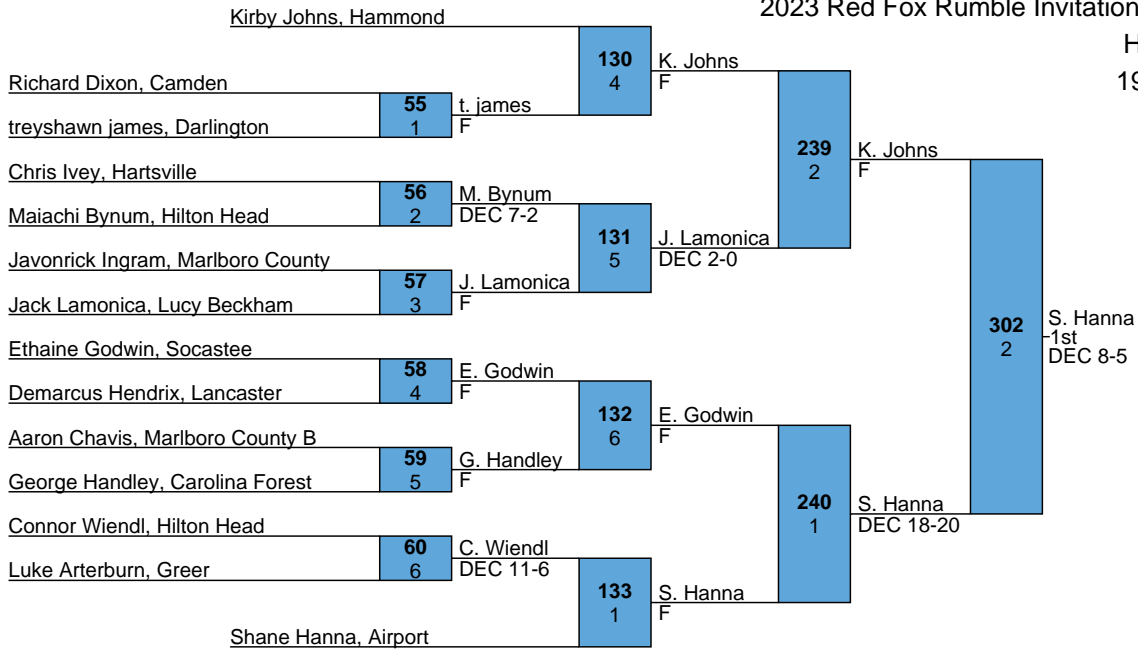 2023 Red Fox Rumble Invitation
H
19
Kirby Johns, Hammond
130
4
K. Johns
F
Richard Dixon, Camden
55
1
t. james
F
treyshawn james, Darlington
239
2
K. Johns
F
Chris Ivey, Hartsville
56
2
M. Bynum
DEC 7-2
Maiachi Bynum, Hilton Head
131
5
J. Lamonica
DEC 2-0
Javonrick Ingram, Marlboro County
57
3
J. Lamonica
F
Jack Lamonica, Lucy Beckham
302
2
S. Hanna
1st
DEC 8-5
Ethaine Godwin, Socastee
58
4
E. Godwin
F
Demarcus Hendrix, Lancaster
132
6
E. Godwin
F
Aaron Chavis, Marlboro County B
59
5
G. Handley
F
George Handley, Carolina Forest
240
1
S. Hanna
DEC 18-20
Connor Wiendl, Hilton Head
60
6
C. Wiendl
DEC 11-6
Luke Arterburn, Greer
133
1
S. Hanna
F
Shane Hanna, Airport